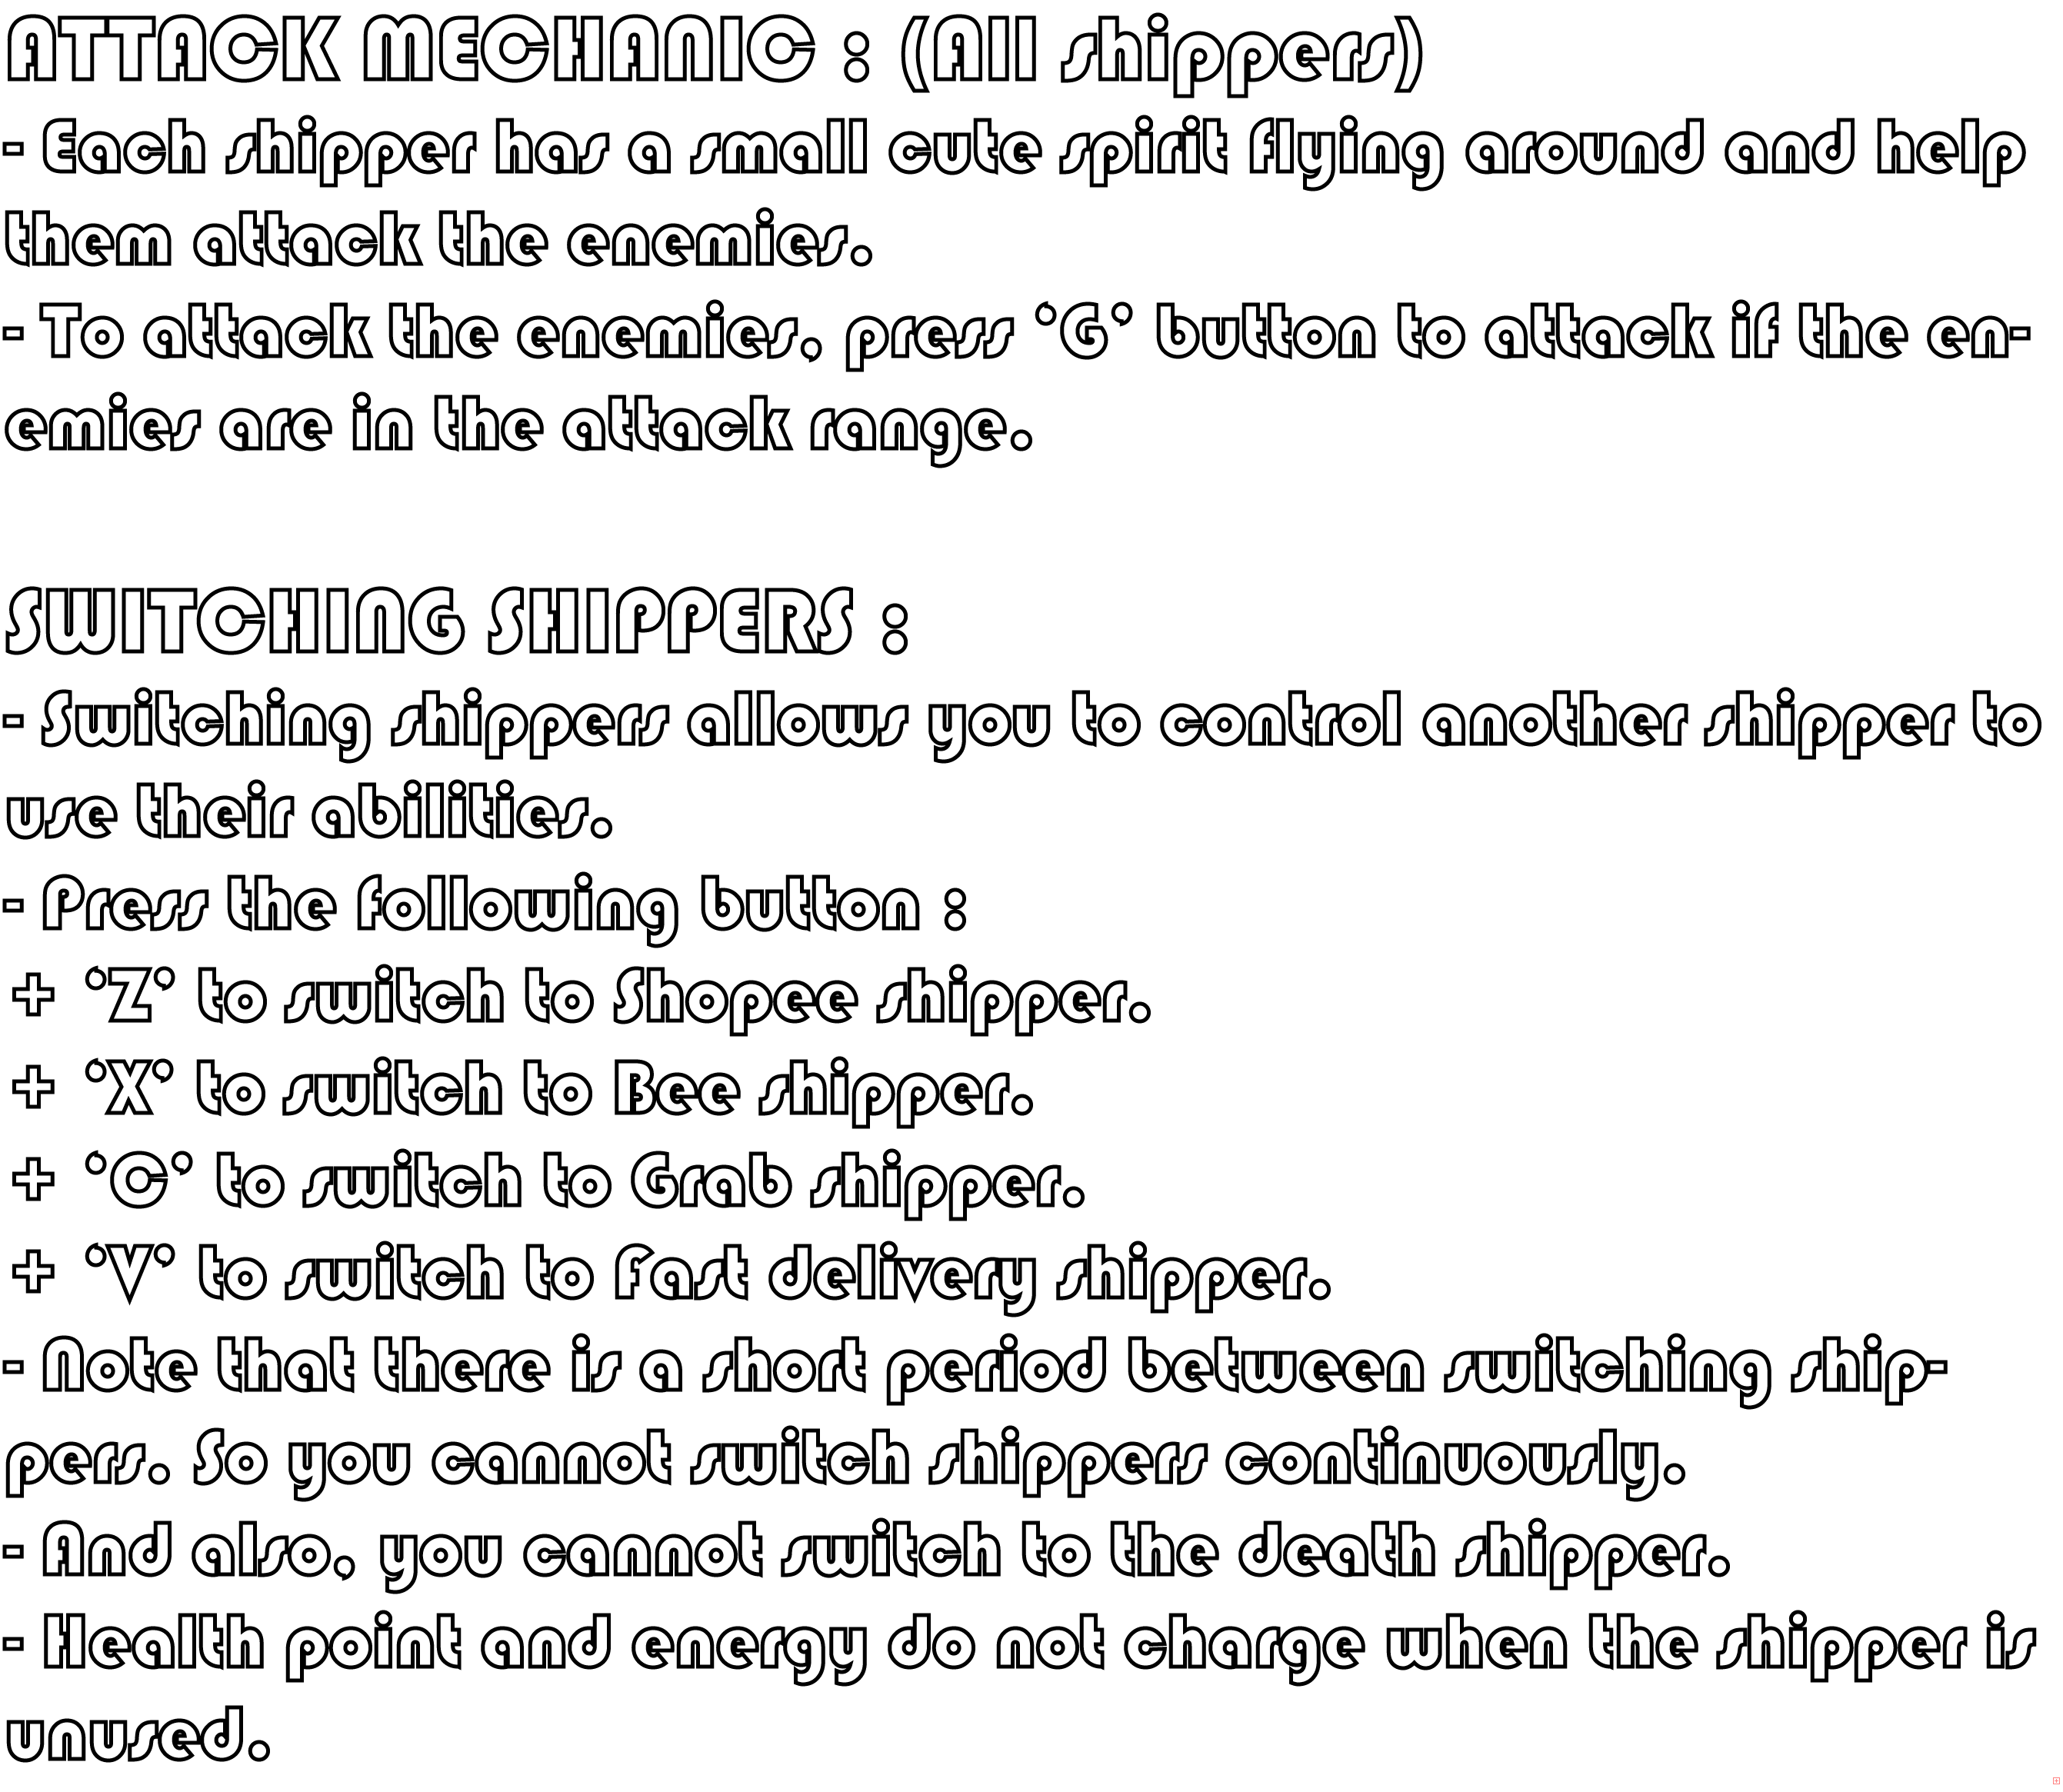 ATTACK MECHANIC : (All shippers)
- Each shipper has a small cute spirit flying around and help
them attack the enemies.
- To attack the enemies, press ‘G’ button to attack if the en-
emies are in the attack range.
SWITCHING SHIPPERS :
- Switching shippers allows you to control another shipper to
use their abilities.
- Press the following button :
+ ‘Z’ to switch to Shopee shipper.
+ ‘X’ to switch to Bee shipper.
+ ‘C’ to switch to Grab shipper.
+ ‘V’ to switch to Fast delivery shipper.
- Note that there is a short period between switching ship-
pers. So you cannot switch shippers continuously.
- And also, you cannot switch to the death shipper.
- Health point and energy do not charge when the shipper is
unused.